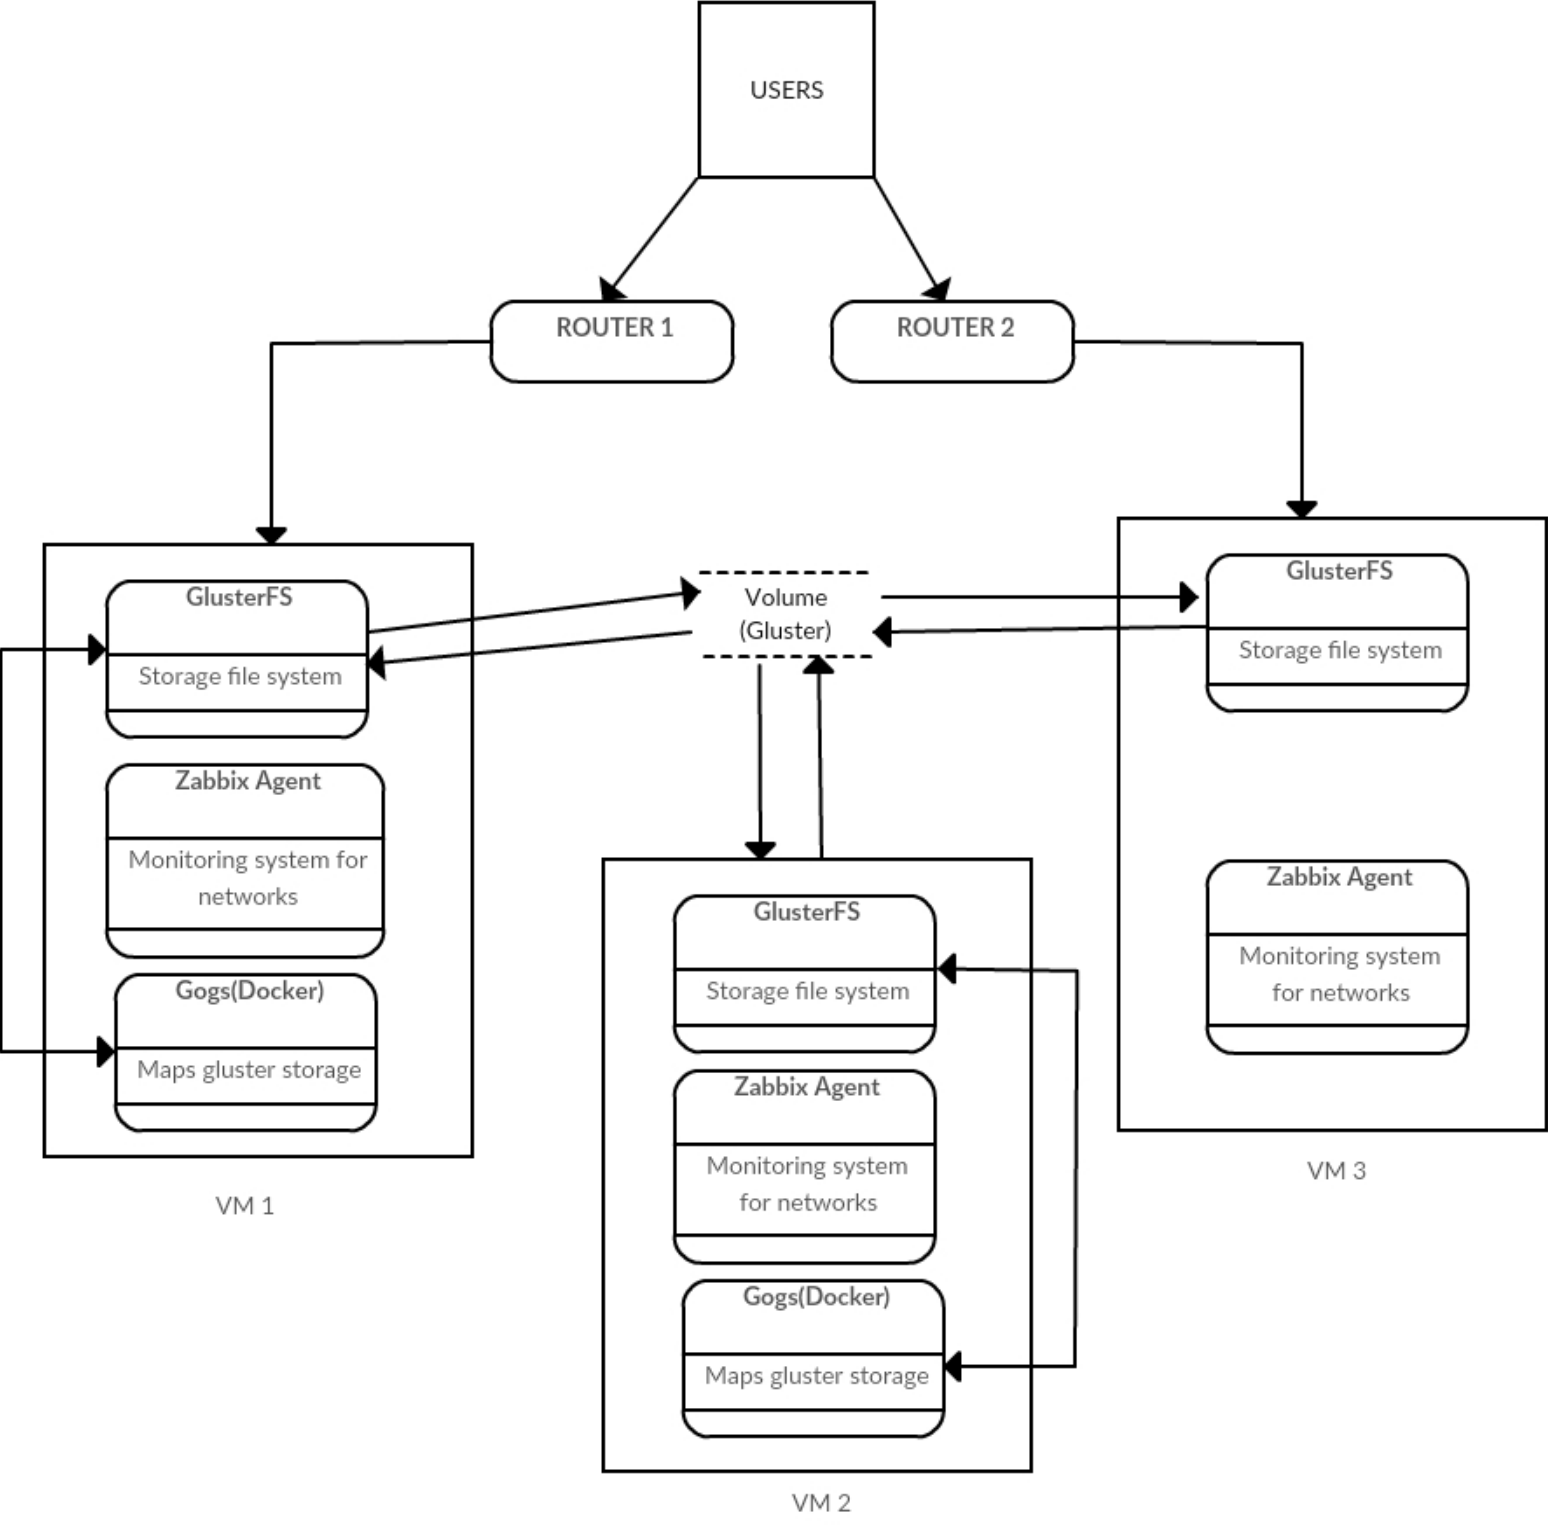 USERS
ROUTER 1
ROUTER 2
GlusterFS
Storage file system
Zabbix Agent
Monitoring system for
networks
Gogs(Docker)
Maps gluster storage
VM 1
Volume
(Gluster)
GlusterFS
Storage file system
Zabbix Agent
Monitoring system
for networks
Gogs(Docker)
Maps gluster storage
VM 2
GlusterFS
Storage file system
Zabbix Agent
Monitoring system
for networks
VM 3